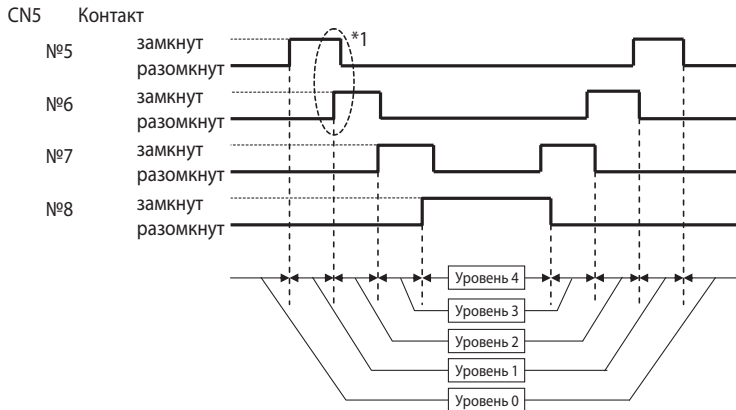 CN5 Контакт
*1
№5 замкнут
разомкнут
№6 замкнут
разомкнут
№7 замкнут
разомкнут
№8 замкнут
разомкнут
Уровень 4
Уровень 3
Уровень 2
Уровень 1
Уровень 0